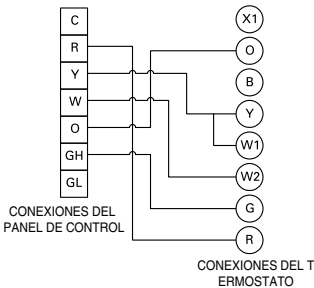 C
R
Y
W
O
GH
GL
CONEXIONES DEL
PANEL DE CONTROL
X1
O
B
Y
W1
W2
G
R
CONEXIONES DEL T
ERMOSTATO